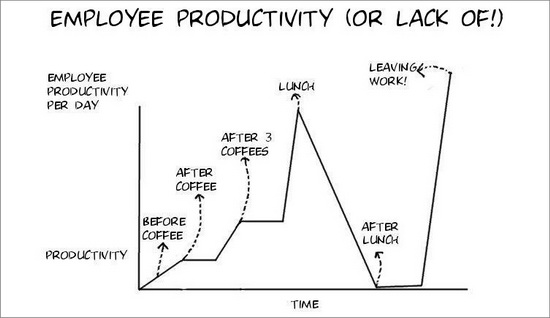 EMPLOYEE PRODUCTIVITY (OR LACK OF!)
EMPLOYEE
PRODUCTIVITY
PER DAY
LEAVING
WORK!
LUNCH
AFTER 3
COFFEES
AFTER
COFFEE
BEFORE
COFFEE
AFTER
LUNCH
PRODUCTIVITY
TIME